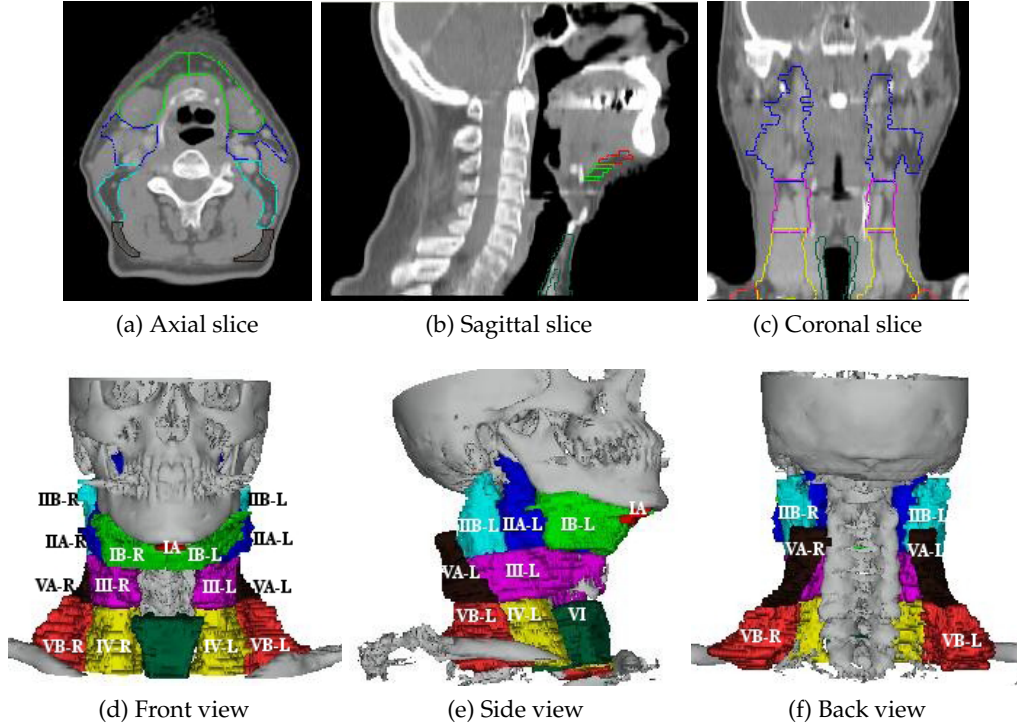 (a) Axial slice
(b) Sagittal slice
(c) Coronal slice
IIB-R IIB-L
IIA-R IA IIA-L
IB-R IB-L
VA-R III-R III-L VA-L
VB-R IV-R IV-L VB-L
(d) Front view
IA
IIB-L IIA-L IB-L
VA-L III-L
VB-L IV-L VI
(e) Side view
IIB-R IIB-L
VA-R VA-L
VB-R VB-L
(f) Back view